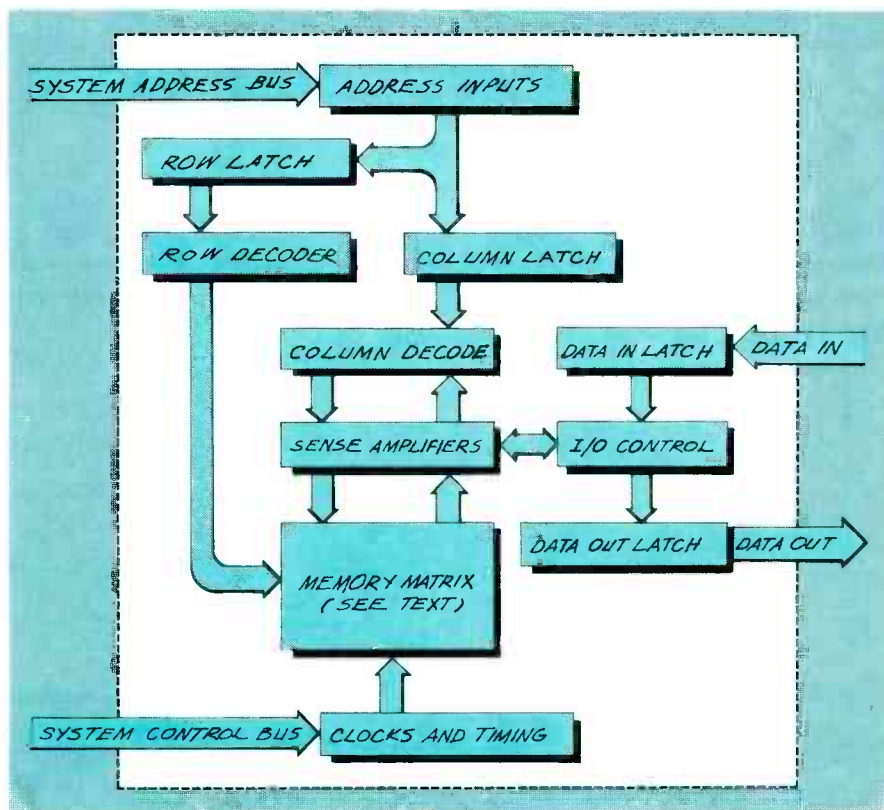 SYSTEM ADDRESS BUS
ADDRESS INPUTS
ROW LATCH
ROW DECODER
COLUMN LATCH
COLUMN DECODE
DATA IN LATCH
DATA IN
SENSE AMPLIFIERS
I/O CONTROL
MEMORY MATRIX
(SEE TEXT)
DATA OUT LATCH
DATA OUT
SYSTEM CONTROL BUS
CLOCKS AND TIMING